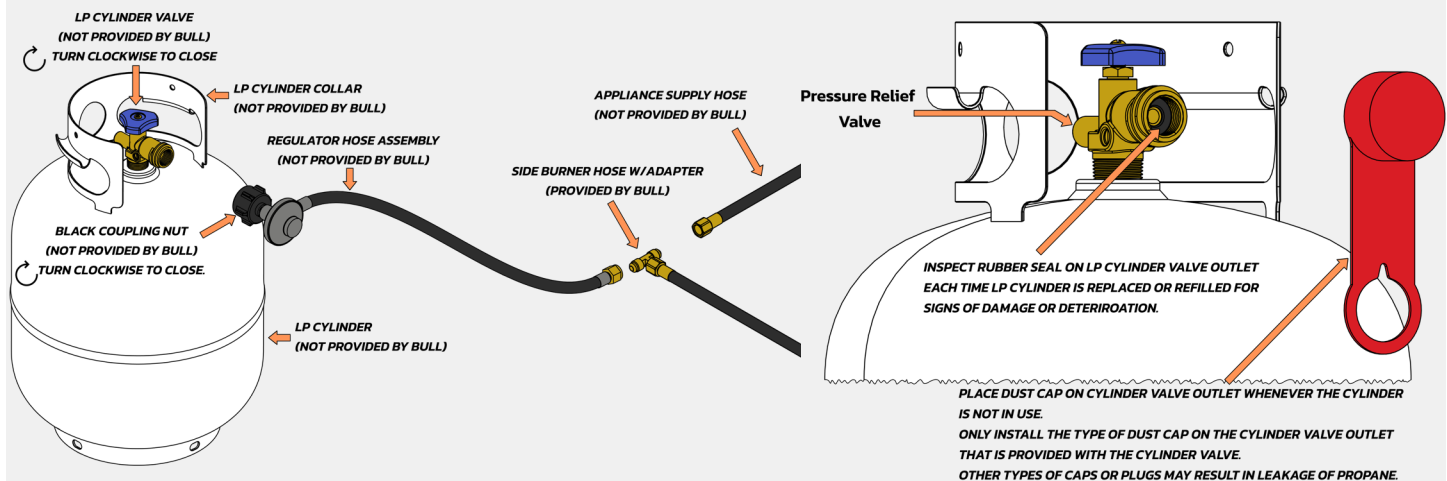 LP CYLINDER VALVE
(NOT PROVIDED BY BULL)
TURN CLOCKWISE TO CLOSE
LP CYLINDER COLLAR
(NOT PROVIDED BY BULL)
REGULATOR HOSE ASSEMBLY
(NOT PROVIDED BY BULL)
APPLIANCE SUPPLY HOSE
(NOT PROVIDED BY BULL)
SIDE BURNER HOSE W/ADAPTER
(PROVIDED BY BULL)
BLACK COUPLING NUT
(NOT PROVIDED BY BULL)
TURN CLOCKWISE TO CLOSE.
LP CYLINDER
(NOT PROVIDED BY BULL)
Pressure Relief
Valve
INSPECT RUBBER SEAL ON LP CYLINDER VALVE OUTLET
EACH TIME LP CYLINDER IS REPLACED OR REFILLED FOR
SIGNS OF DAMAGE OR DETERIROATION.
PLACE DUST CAP ON CYLINDER VALVE OUTLET WHENEVER THE CYLINDER
IS NOT IN USE.
ONLY INSTALL THE TYPE OF DUST CAP ON THE CYLINDER VALVE OUTLET
THAT IS PROVIDED WITH THE CYLINDER VALVE.
OTHER TYPES OF CAPS OR PLUGS MAY RESULT IN LEAKAGE OF PROPANE.